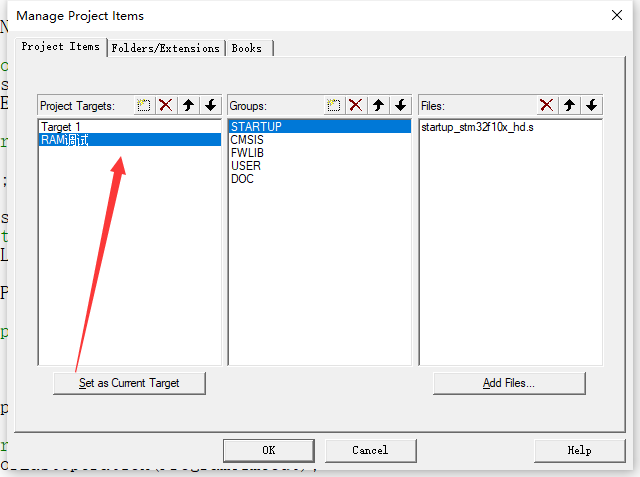 Manage Project Items
Project Items
Folders/Extensions
Books
Project Targets:
Groups:
Files:
Target 1
RAM调试
STARTUP
CMSIS
FWLIB
USER
DOC
startup_stm32f10x_hd.s
Set as Current Target
Add Files...
OK
Cancel
Help